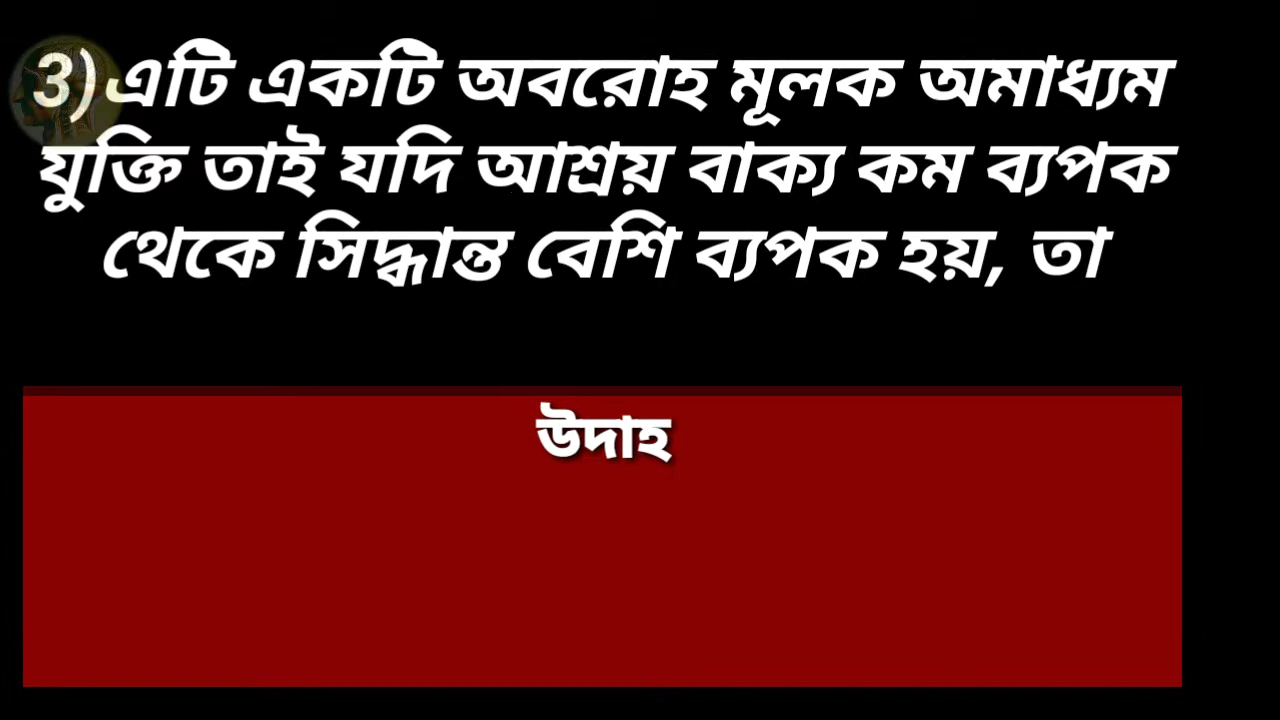 3)এটি একটি অবরোহ মূলক অমাধ্যম
যুক্তি তাই যদি আশ্রয় বাক্য কম ব্যপক
থেকে সিদ্ধান্ত বেশি ব্যপক হয়, তা
উদাহ